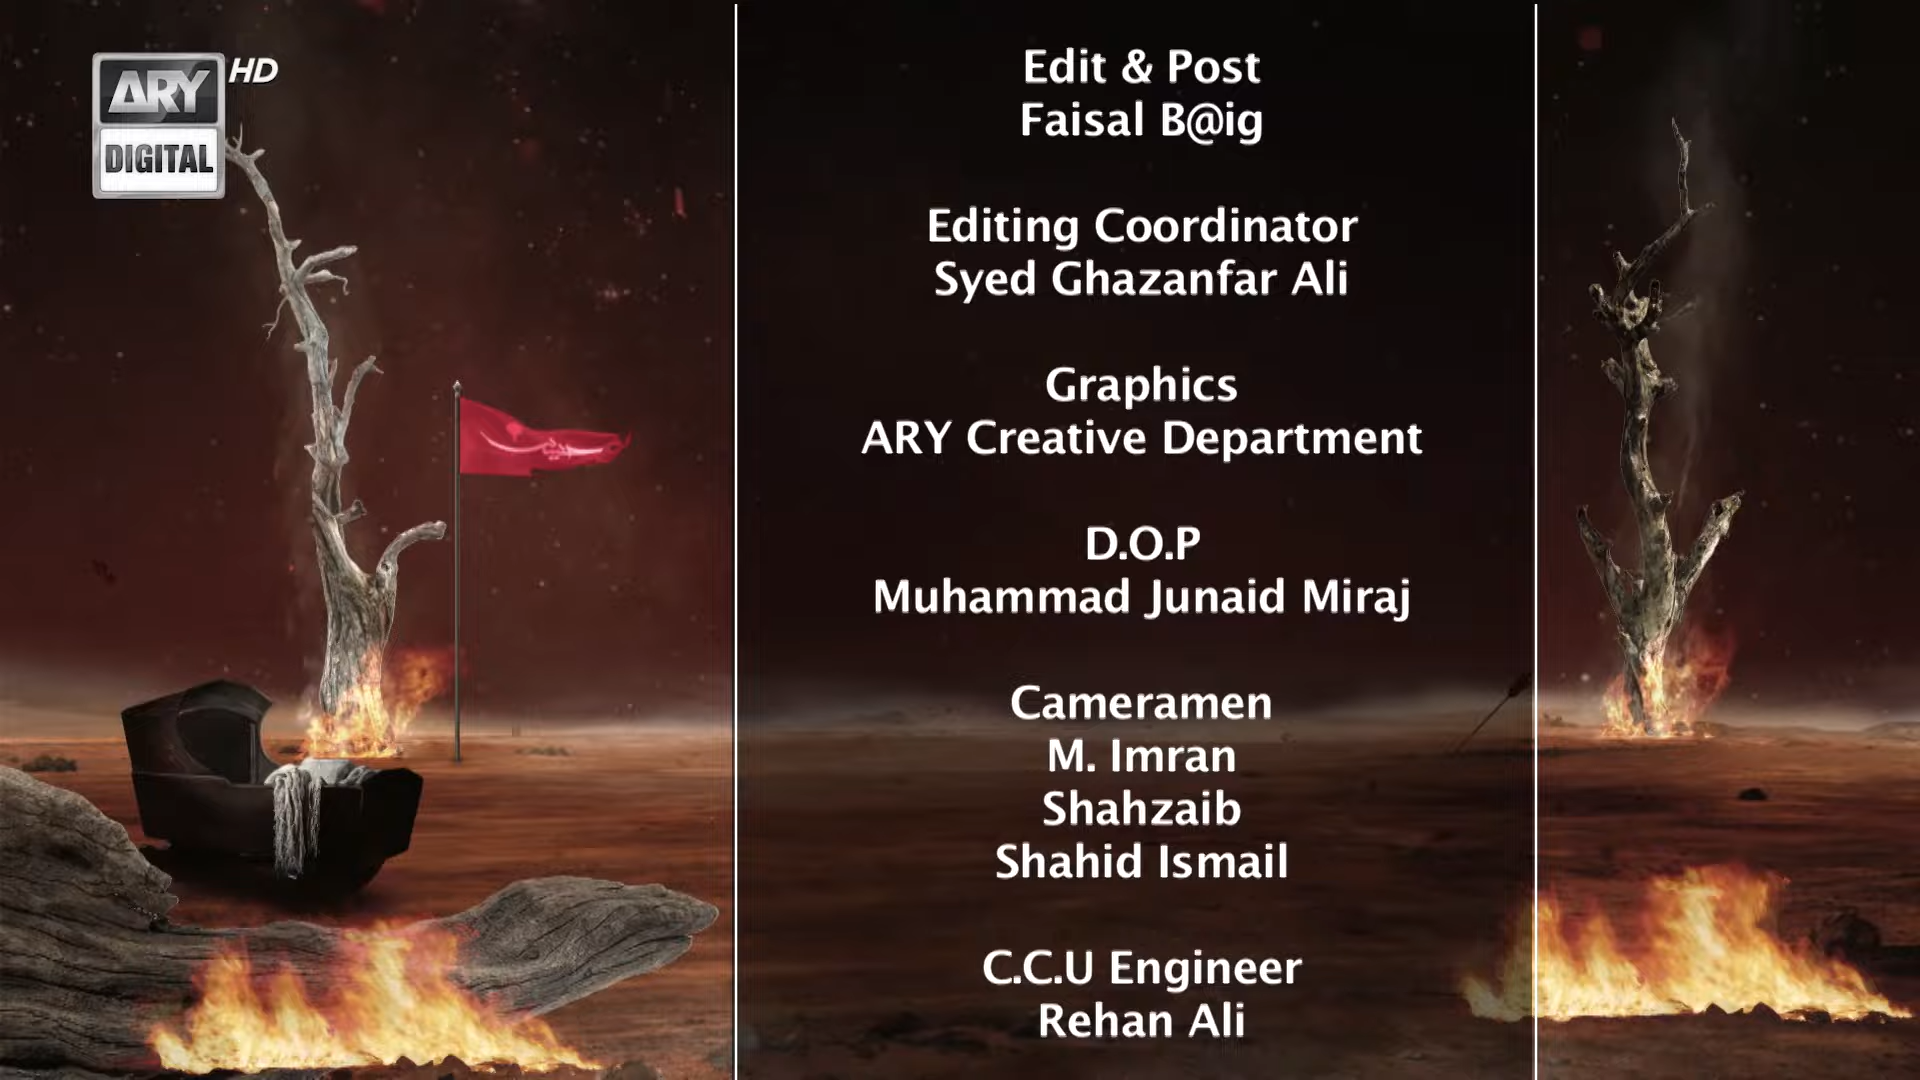 ARY HD
DIGITAL
Edit & Post
Faisal B@ig
Editing Coordinator
Syed Ghazanfar Ali
Graphics
ARY Creative Department
D.O.P
Muhammad Junaid Miraj
Cameramen
M. Imran
Shahzaib
Shahid Ismail
C.C.U Engineer
Rehan Ali